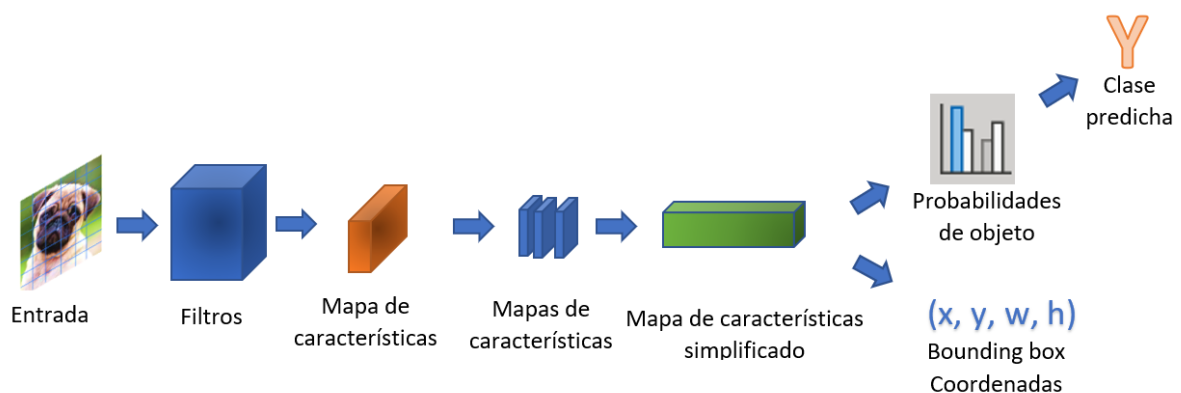 Entrada
Filtros
Mapa de
características
Mapas de
características
Mapa de características
simplificado
Probabilidades
de objeto
Y
Clase
predicha
(x, y, w, h)
Bounding box
Coordenadas